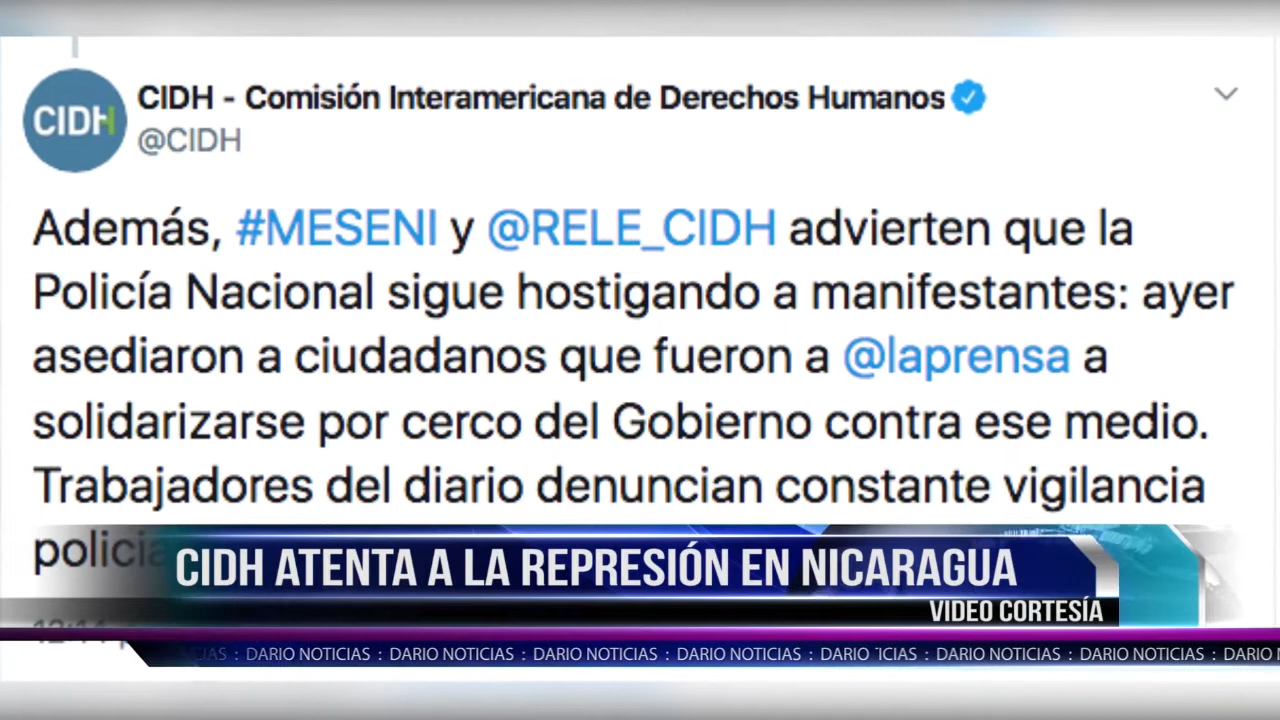 CIDH
CIDH - Comisión Interamericana de Derechos Humanos
@CIDH
Además, #MESENI y @RELE_CIDH advierten que la
Policía Nacional sigue hostigando a manifestantes: ayer
asediaron a ciudadanos que fueron a @laprensa a
solidarizarse por cerco del Gobierno contra ese medio.
Trabajadores del diario denuncian constante vigilancia
CIDH ATENTA A LA REPRESIÓN EN NICARAGUA
VIDEO CORTESÍA
: DARIO NOTICIAS : DARIO NOTICIAS : DARIO NOTICIAS : DARIO NOTICIAS : DARIO : DARIO NOTICIAS : DARIO NOTICIAS : DARIO